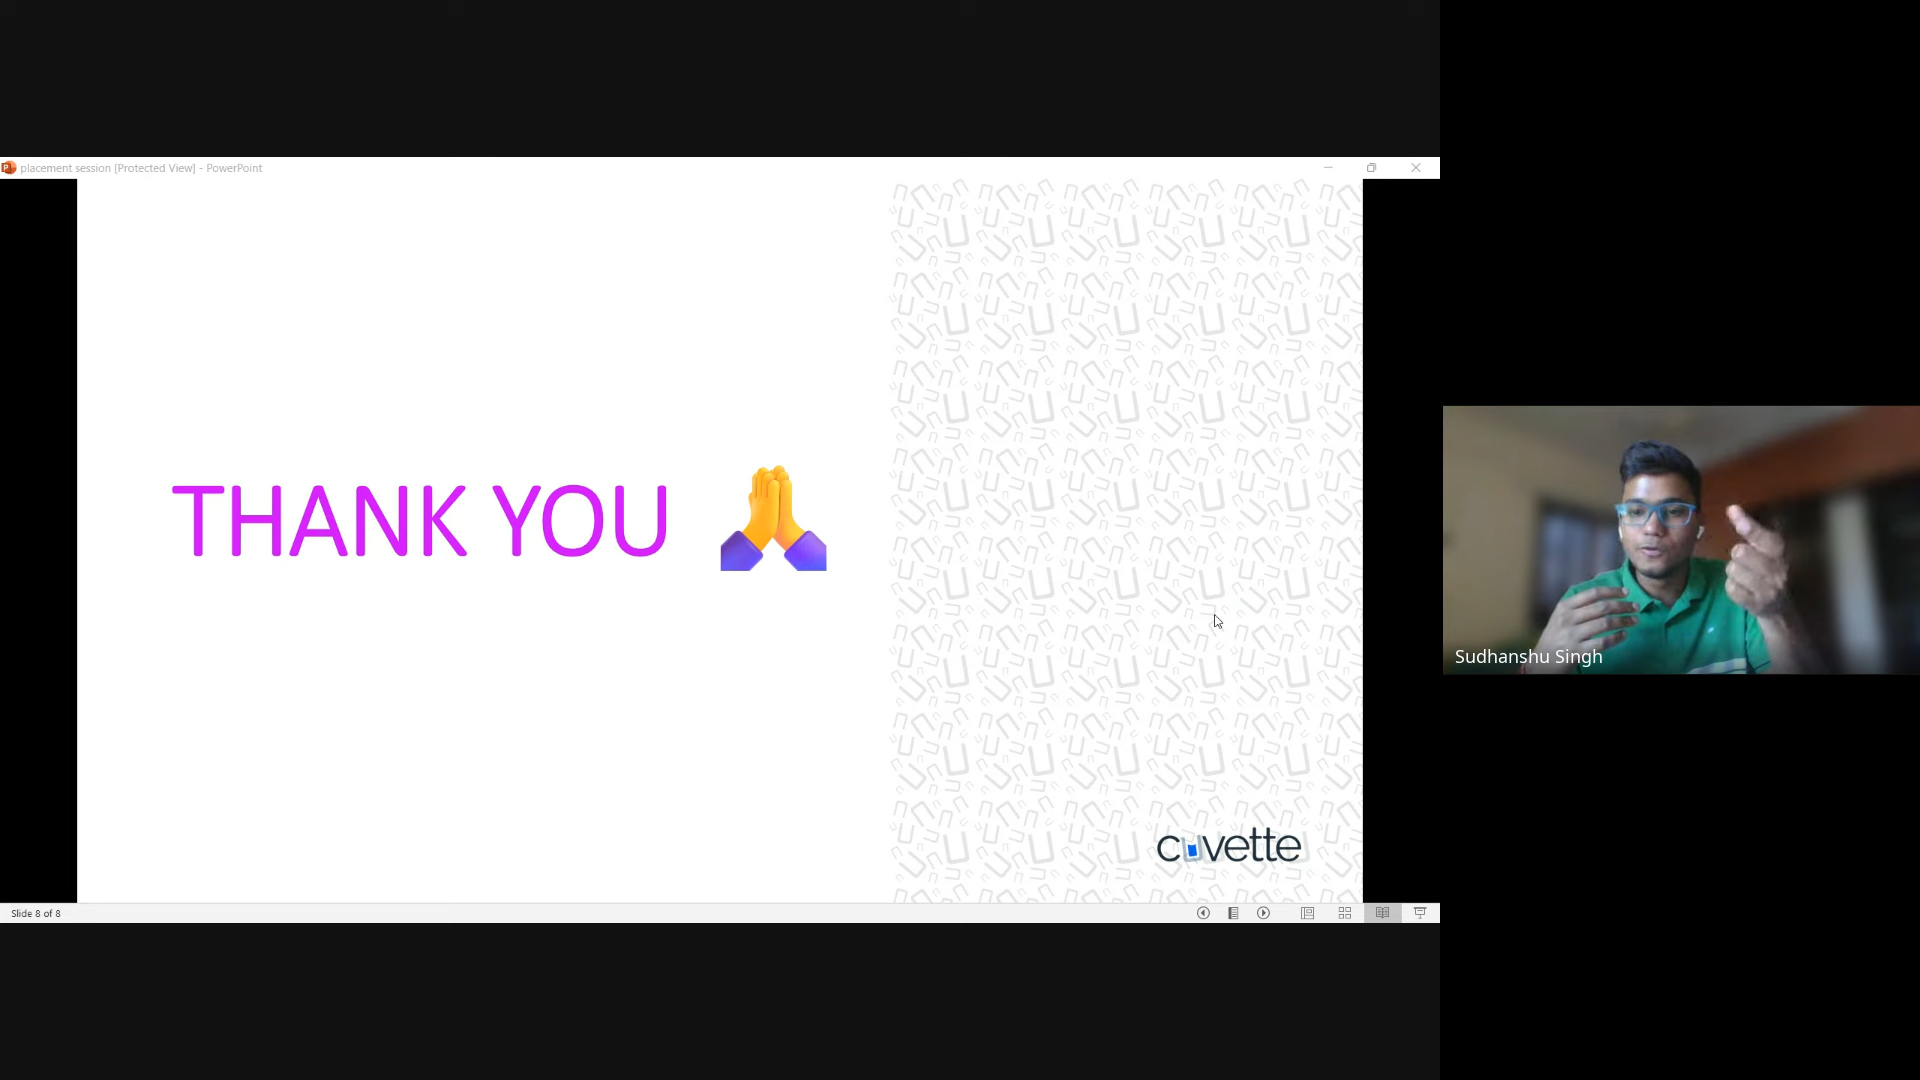 placement session [Protected View] - PowerPoint
THANK YOU
cuvette
Slide 8 of 8
Sudhanshu Singh